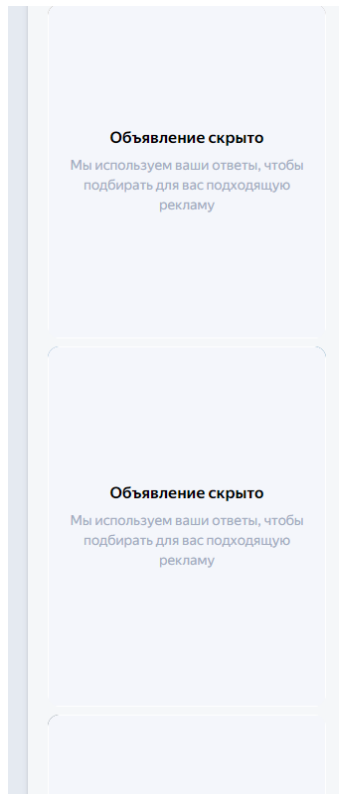 Объявление скрыто
Мы используем ваши ответы, чтобы
подбирать для вас подходящую
рекламу
Объявление скрыто
Мы используем ваши ответы, чтобы
подбирать для вас подходящую
рекламу